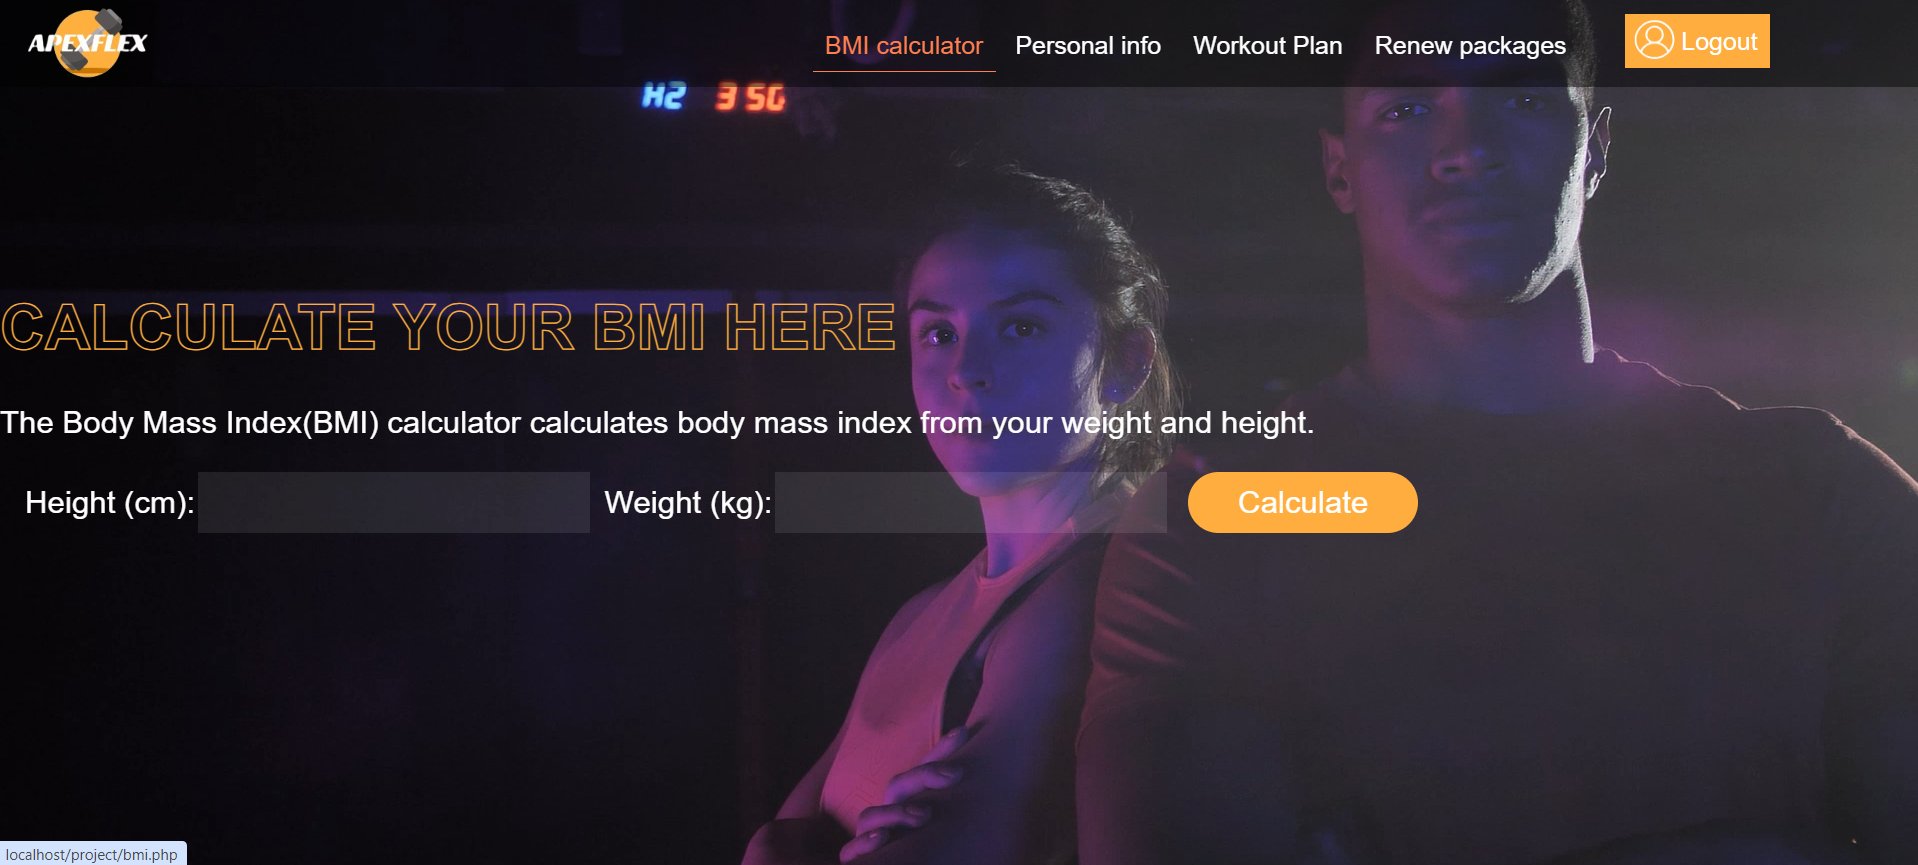 APEXFLEX
BMI calculator Personal info Workout Plan Renew packages Logout
H2 3 50
CALCULATE YOUR BMI HERE
The Body Mass Index(BMI) calculator calculates body mass index from your weight and height.
Height (cm): Weight (kg): Calculate
localhost/project/bmi.php